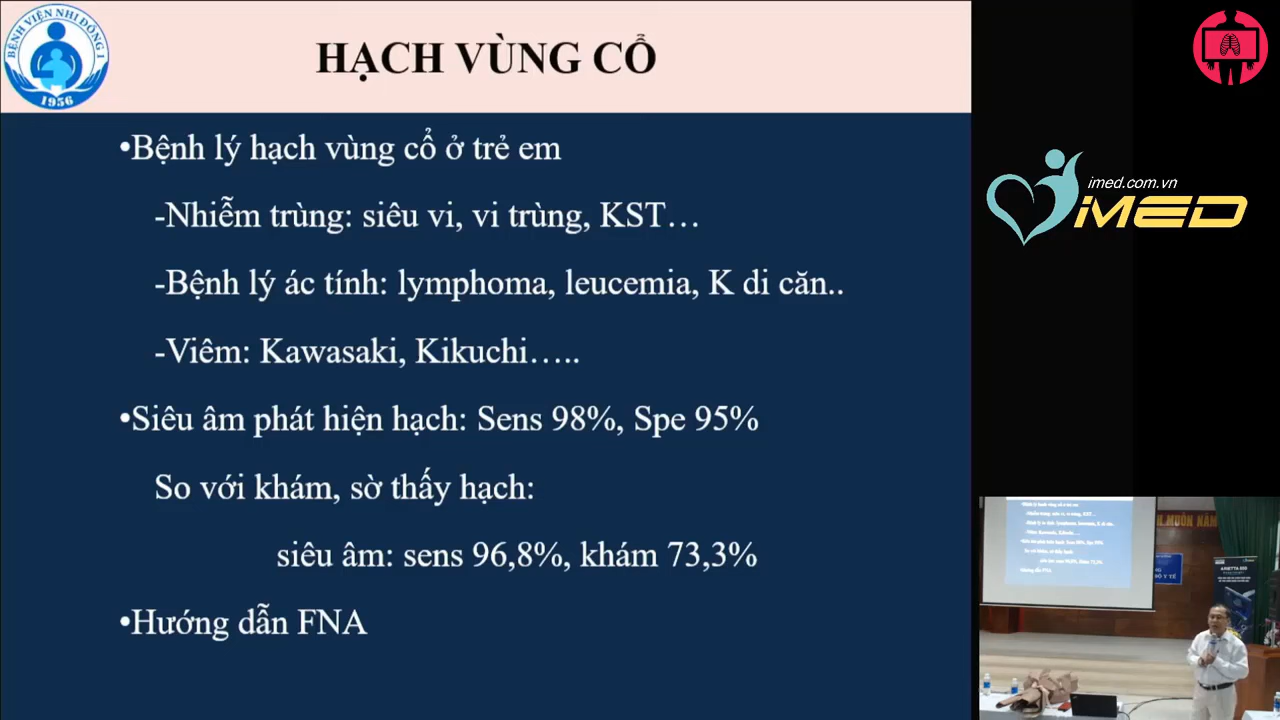 BỆNH VIỆN NHI ĐỒNG 1
1956
HẠCH VÙNG CỔ
•Bệnh lý hạch vùng cổ ở trẻ em
-Nhiễm trùng: siêu vi, vi trùng, KST…
-Bệnh lý ác tính: lymphoma, leucemia, K di căn..
-Viêm: Kawasaki, Kikuchi…..
•Siêu âm phát hiện hạch: Sens 98%, Spe 95%
So với khám, sờ thấy hạch:
siêu âm: sens 96,8%, khám 73,3%
•Hướng dẫn FNA
imed.com.vn
iMED